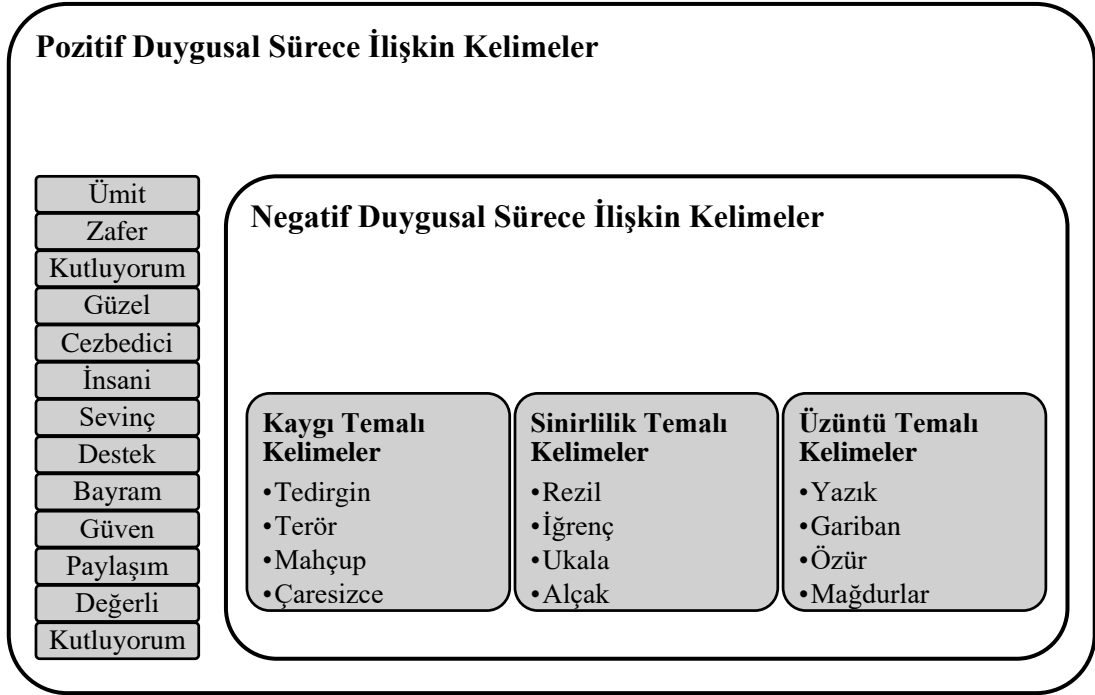 Pozitif Duygusal Sürece İlişkin Kelimeler
Ümit
Zafer
Kutluyorum
Güzel
Cezbedici
İnsani
Sevinç
Destek
Bayram
Güven
Paylaşım
Değerli
Kutluyorum
Negatif Duygusal Sürece İlişkin Kelimeler
Kaygı Temalı
Kelimeler
•Tedirgin
•Terör
•Mahçup
•Çaresizce
Sinirlilik Temalı
Kelimeler
•Rezil
•İğrenç
•Ukala
•Alçak
Üzüntü Temalı
Kelimeler
•Yazık
•Gariban
•Özür
•Mağdurlar